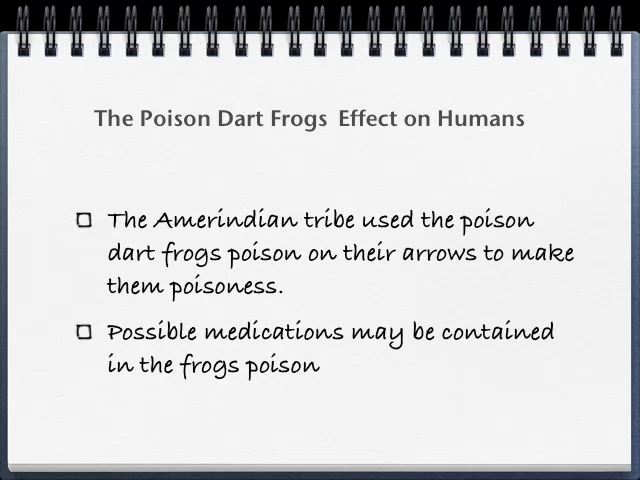 The Poison Dart Frogs  Effect on Humans
The Amerindian tribe used the poison
dart frogs poison on their arrows to make
them poisoness.
Possible medications may be contained
in the frogs poison